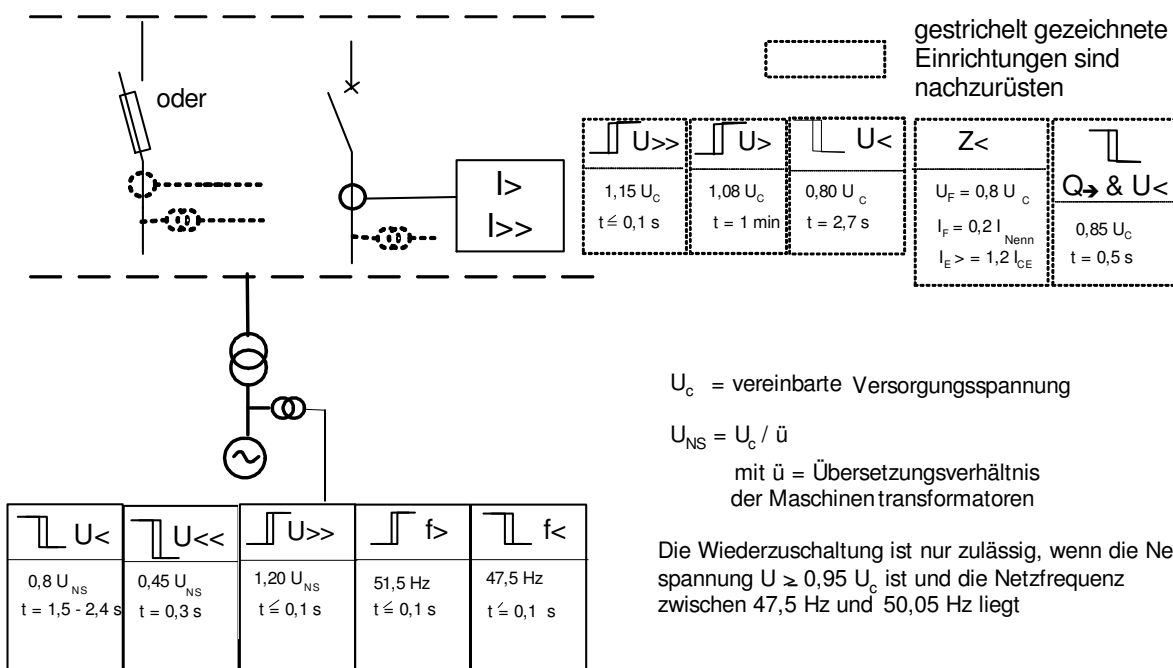 gestrichelt gezeichnete
Einrichtungen sind
nachzurüsten
oder
I>
I>>
U>>
1,15 U_C
t ≤ 0,1 s
U>
1,08 U_C
t = 1 min
U<
0,80 U_C
t = 2,7 s
Z<
U_F = 0,8 U_C
I_F = 0,2 I_Nenn
I_E > = 1,2 I_CE
Q→ & U<
0,85 U_C
t = 0,5 s
U_c = vereinbarte Versorgungsspannung
U_NS = U_c / ü
mit ü = Übersetzungsverhältnis
der Maschinentransformatoren
U<
0,8 U_NS
t = 1,5 - 2,4 s
U<<
0,45 U_NS
t = 0,3 s
U>>
1,20 U_NS
t ≤ 0,1 s
f>
51,5 Hz
t ≤ 0,1 s
f<
47,5 Hz
t ≤ 0,1 s
Die Wiederzuschaltung ist nur zulässig, wenn die Ne
spannung U ≥ 0,95 U_c ist und die Netzfrequenz
zwischen 47,5 Hz und 50,05 Hz liegt